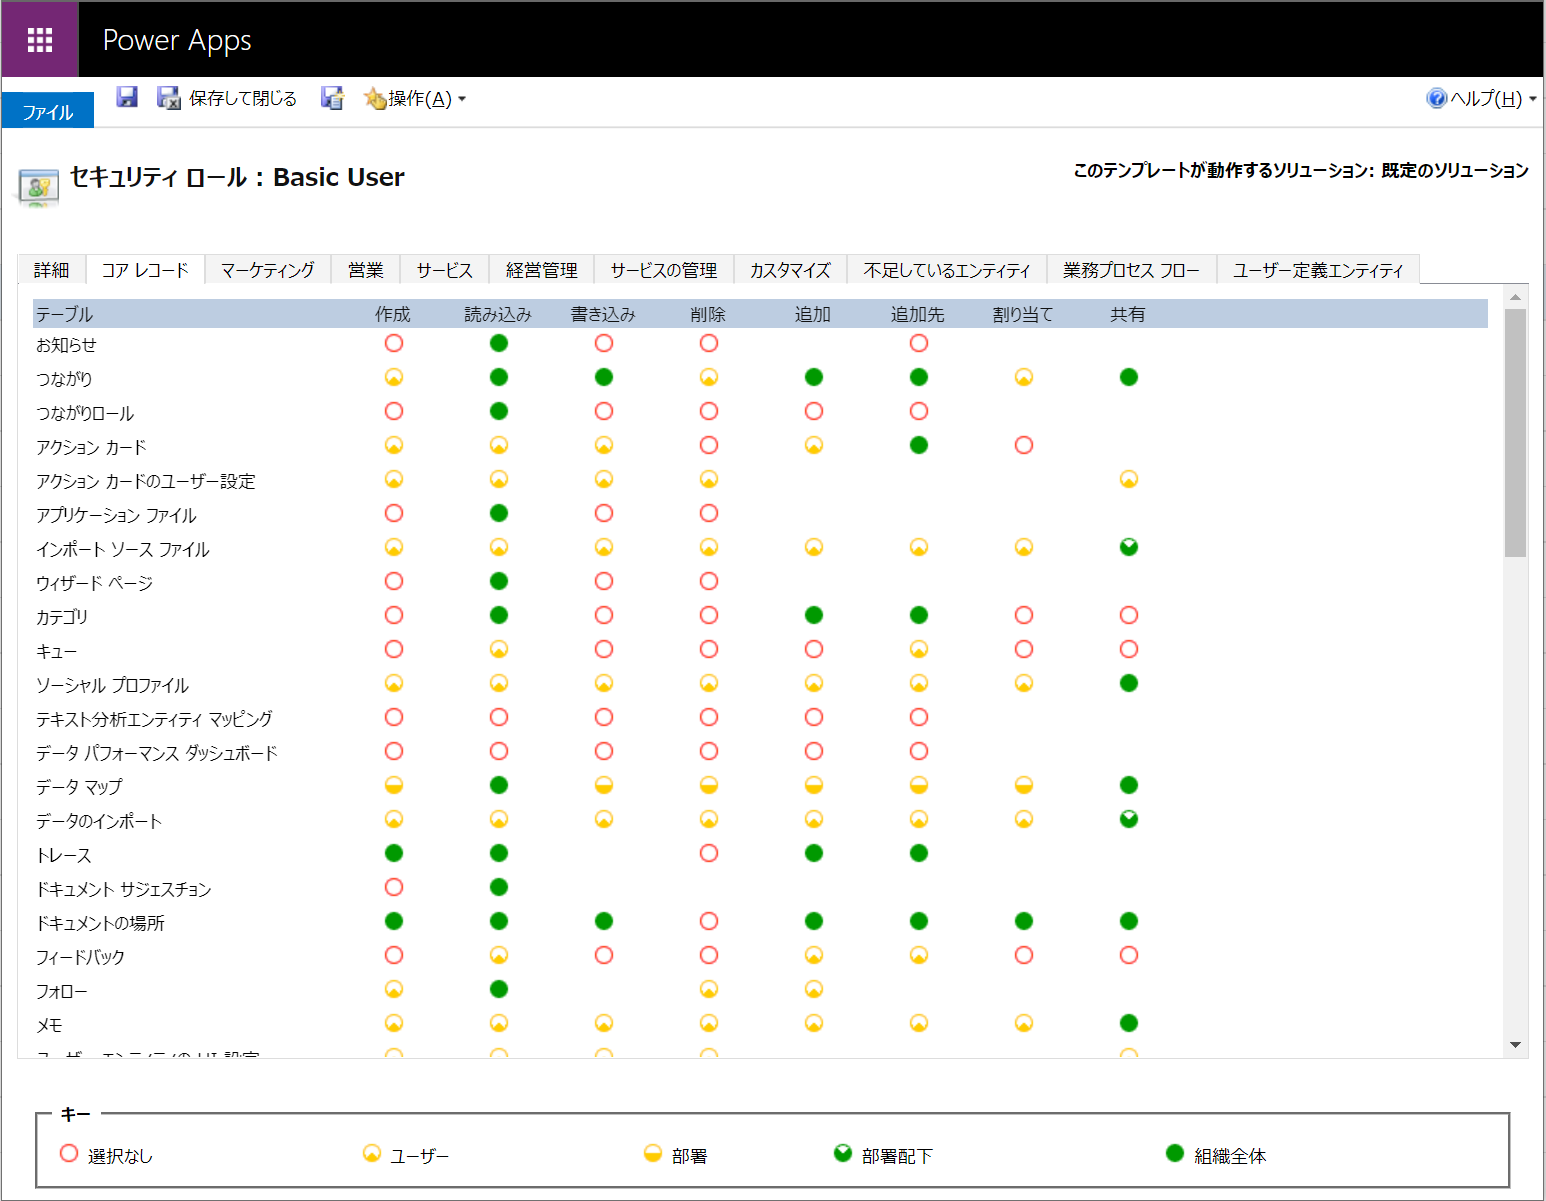 Power Apps
ファイル 保存して閉じる 操作(A) ヘルプ(H)
セキュリティ ロール : Basic User
このテンプレートが動作するソリューション: 既定のソリューション
詳細 コア レコード マーケティング 営業 サービス 経営管理 サービスの管理 カスタマイズ 不足しているエンティティ 業務プロセス フロー ユーザー定義エンティティ
テーブル 作成 読み込み 書き込み 削除 追加 追加先 割り当て 共有
お知らせ
つながり
つながりロール
アクション カード
アクション カードのユーザー設定
アプリケーション ファイル
インポート ソース ファイル
ウィザード ページ
カテゴリ
キュー
ソーシャル プロファイル
テキスト分析エンティティ マッピング
データ パフォーマンス ダッシュボード
データ マップ
データのインポート
トレース
ドキュメント サジェスチョン
ドキュメントの場所
フィードバック
フォロー
メモ
ユーザー エンティティの UI 設定
キー
選択なし ユーザー 部署 部署配下 組織全体